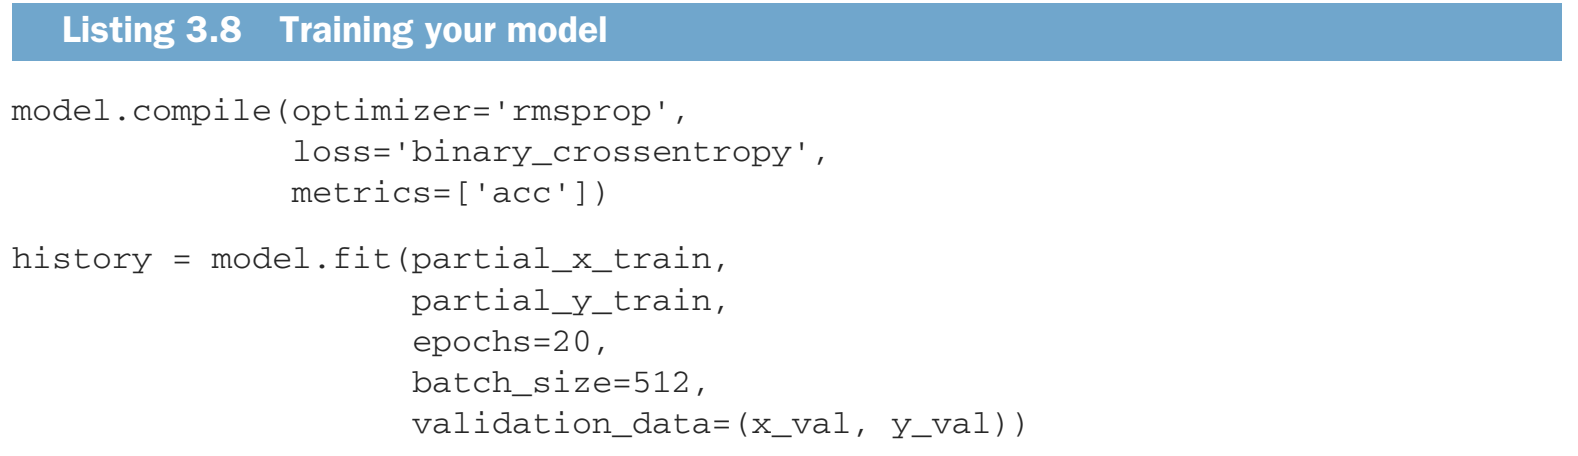 Listing 3.8 Training your model
model.compile(optimizer='rmsprop',
              loss='binary_crossentropy',
              metrics=['acc'])
history = model.fit(partial_x_train,
                    partial_y_train,
                    epochs=20,
                    batch_size=512,
                    validation_data=(x_val, y_val))